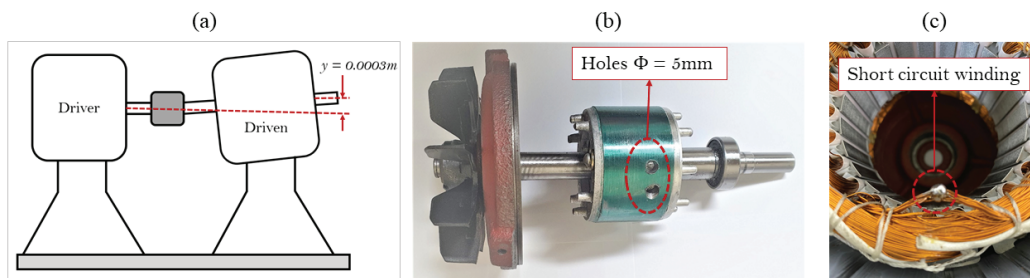 (a)
(b)
(c)
y = 0.0003m
Driver
Driven
Holes Φ = 5mm
Short circuit winding